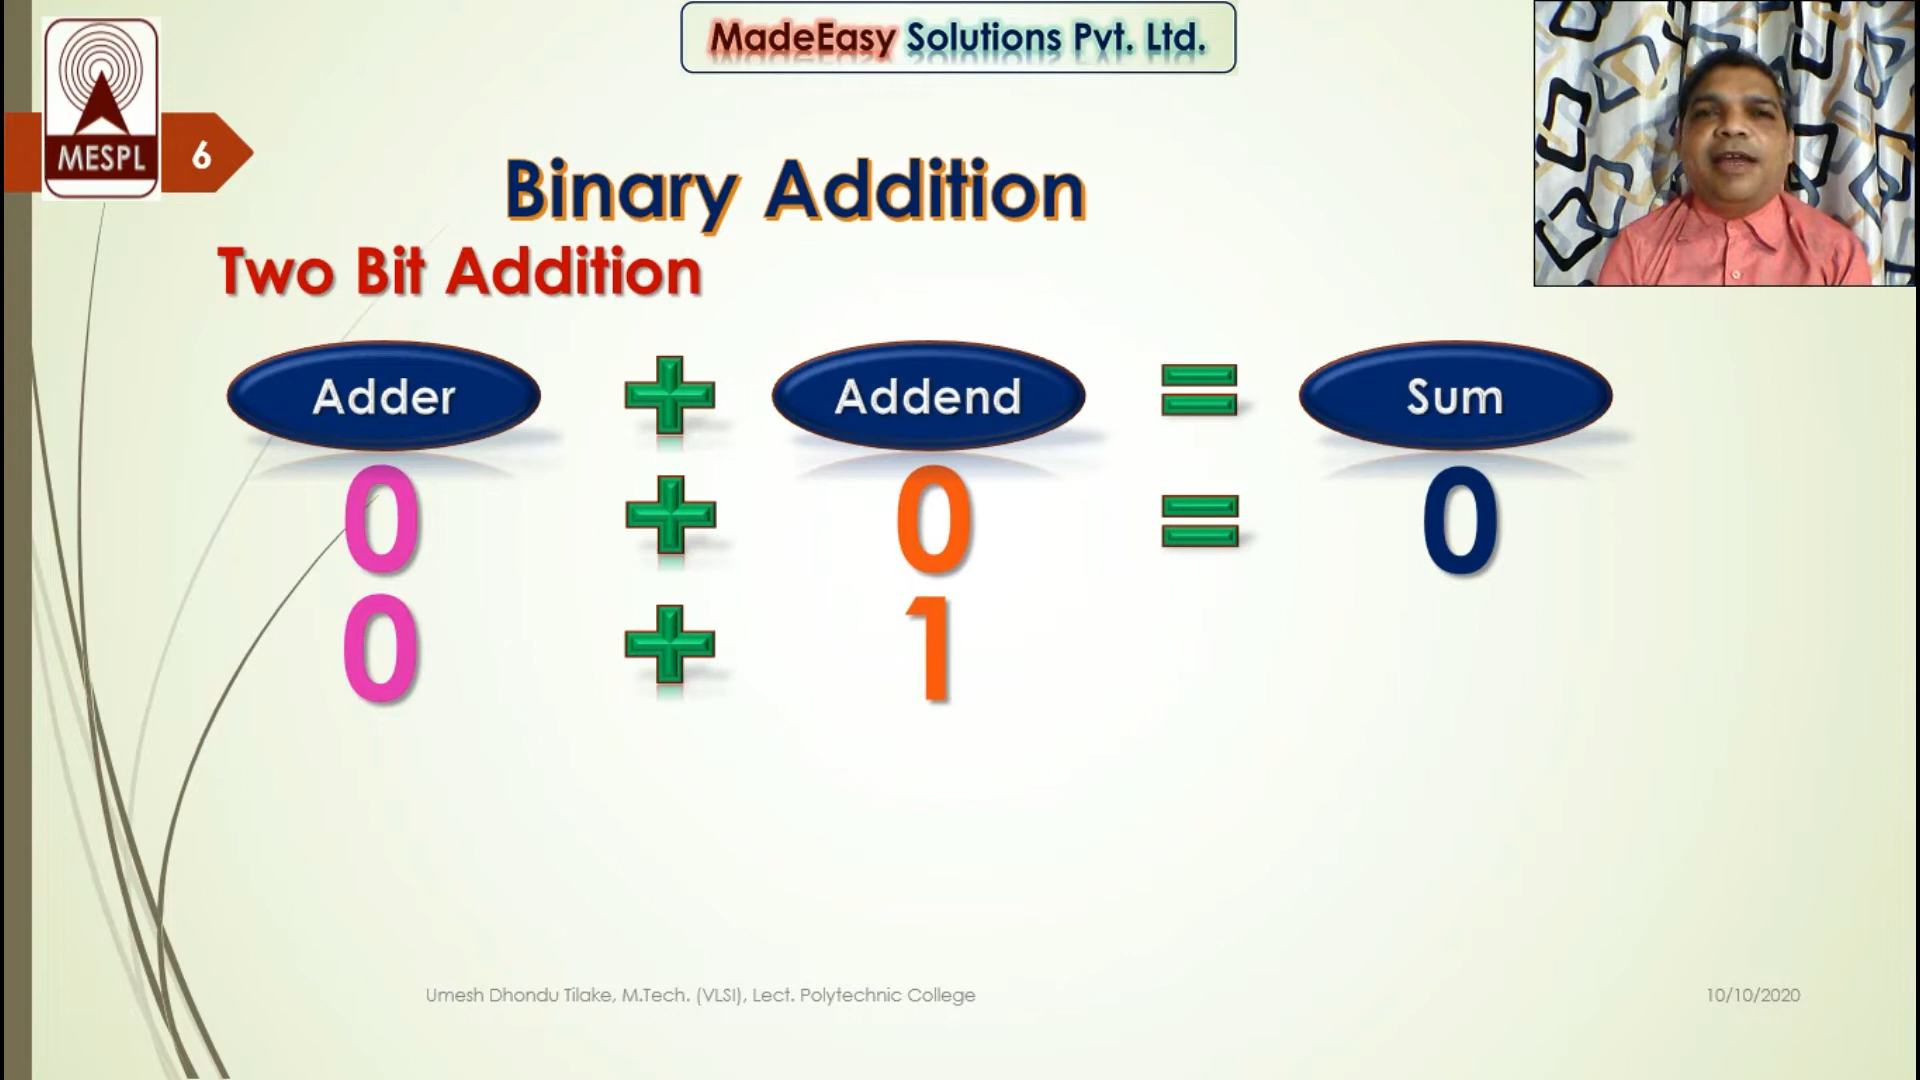 MadeEasy Solutions Pvt. Ltd.
MESPL
6
Binary Addition
Two Bit Addition
Adder + Addend = Sum
0 + 0 = 0
0 + 1
Umesh Dhondu Tilake, M.Tech. (VLSI), Lect. Polytechnic College
10/10/2020